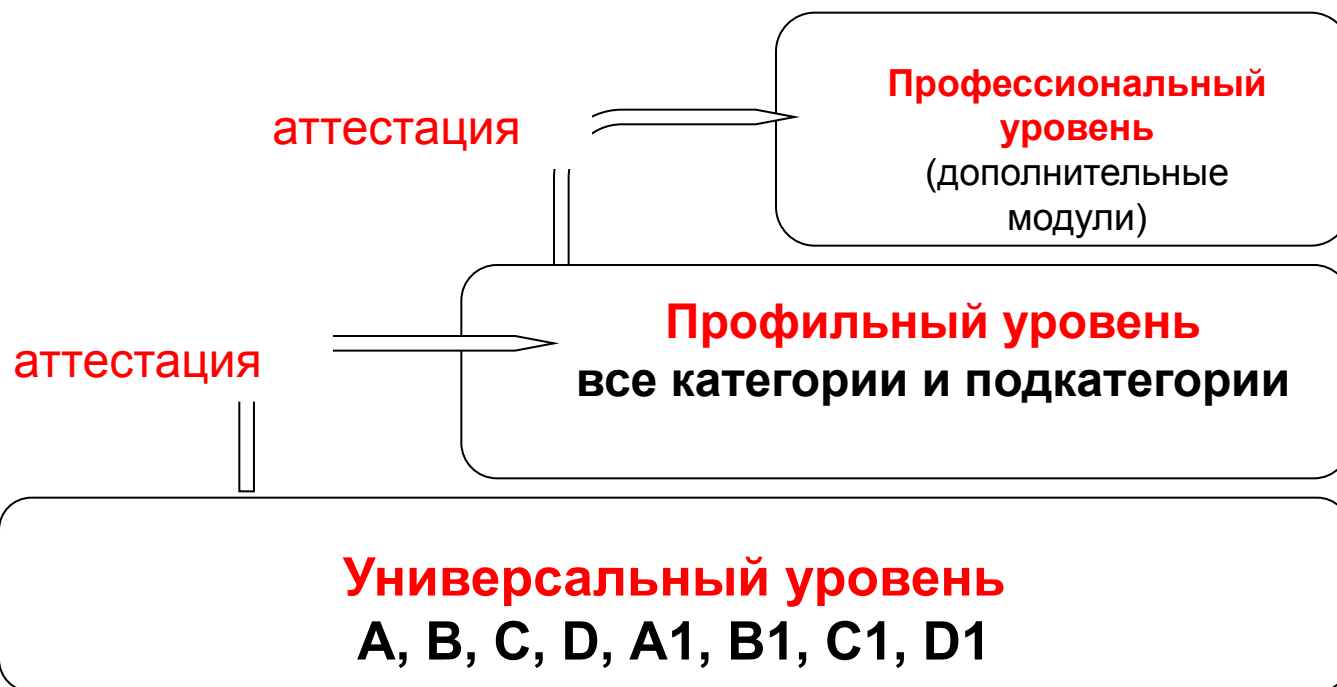 Профессиональный
уровень
(дополнительные
модули)
аттестация
Профильный уровень
все категории и подкатегории
аттестация
Универсальный уровень
A, B, C, D, A1, B1, C1, D1